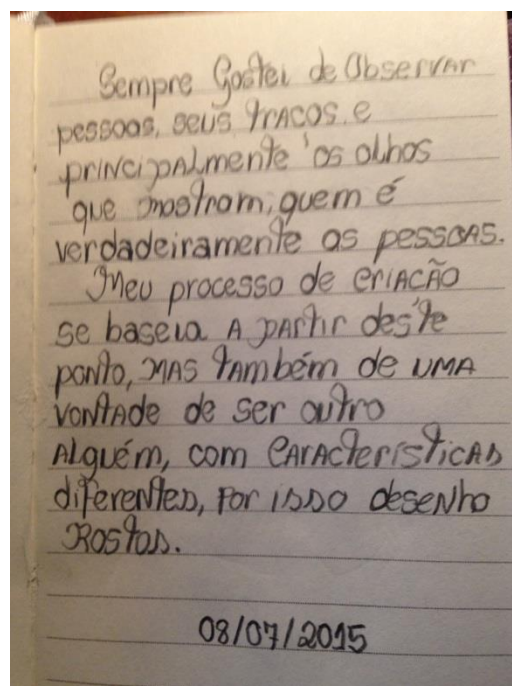 Sempre Gostei de Observar
pessoas, seus traços e
principalmente os olhos
que mostram, quem é
verdadeiramente as pessoas.
Meu processo de criação
se baseia a partir deste
ponto, mas também de uma
vontade de ser outro
alguém, com características
diferentes, por isso desenho
Rostos.
08/07/2015